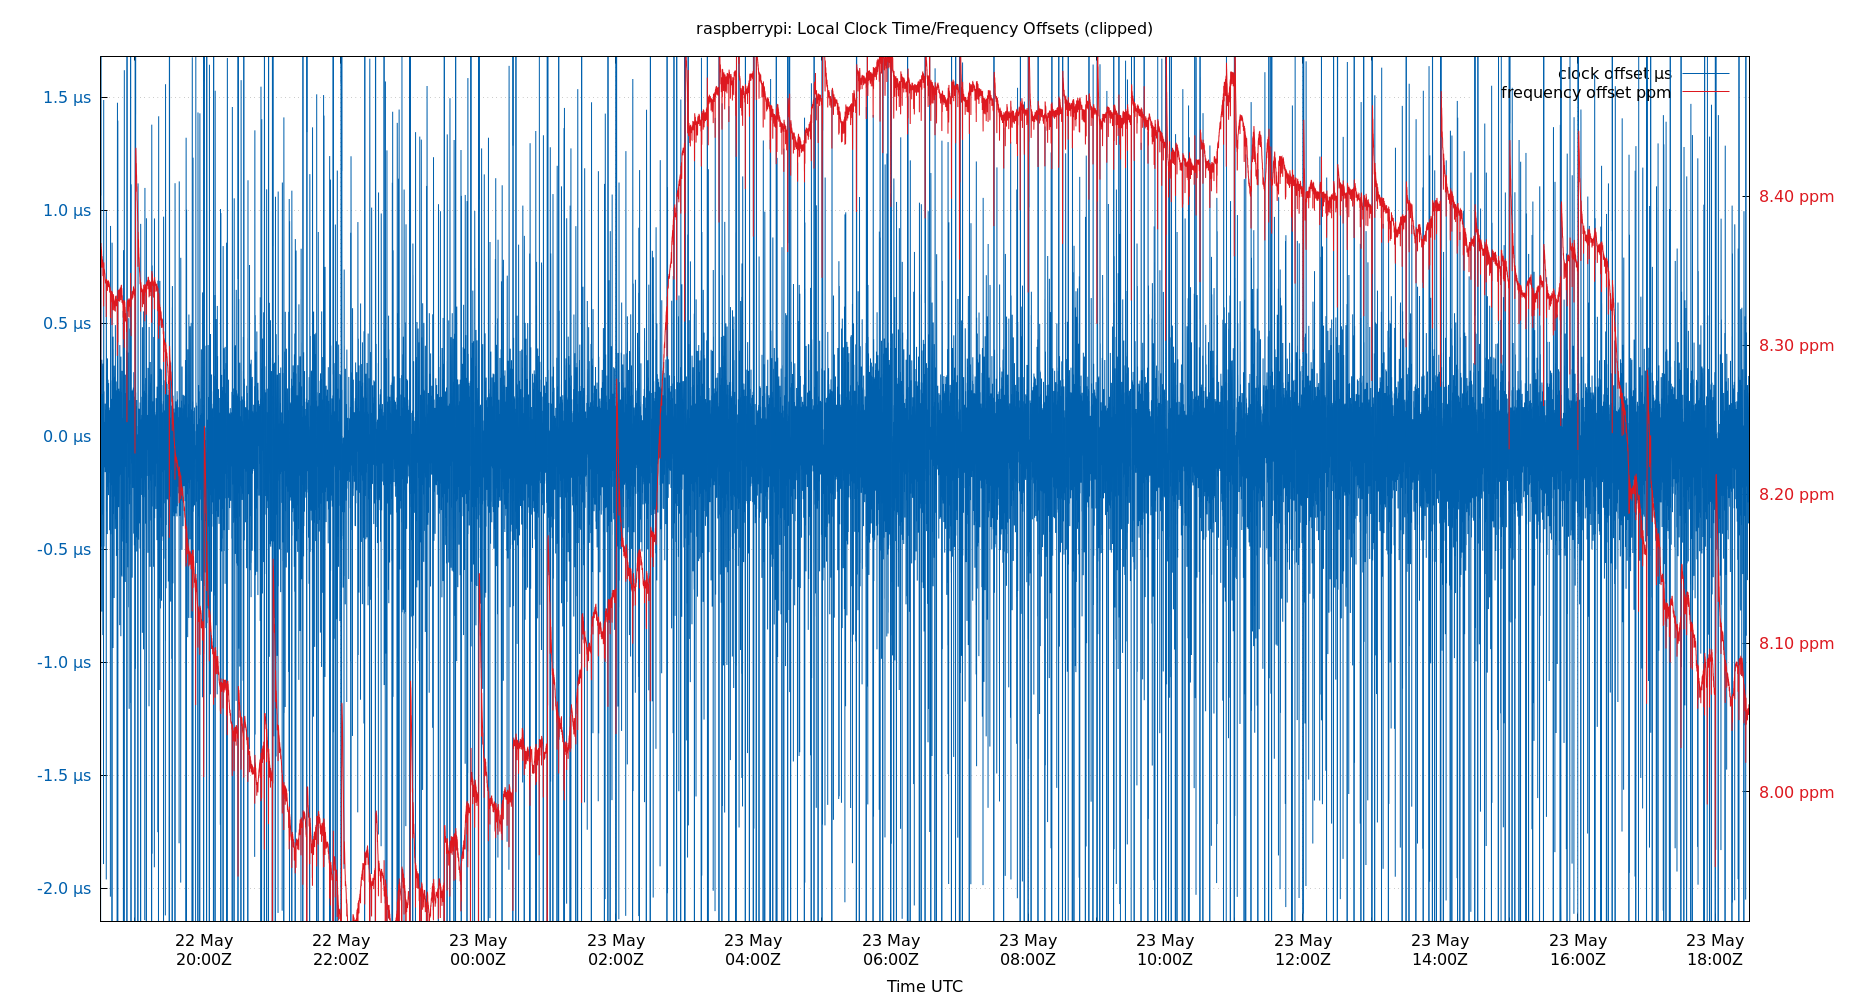 raspberrypi: Local Clock Time/Frequency Offsets (clipped)
clock offset µs
frequency offset ppm
1.5 µs
1.0 µs
0.5 µs
0.0 µs
-0.5 µs
-1.0 µs
-1.5 µs
-2.0 µs
8.40 ppm
8.30 ppm
8.20 ppm
8.10 ppm
8.00 ppm
22 May
20:00Z
22 May
22:00Z
23 May
00:00Z
23 May
02:00Z
23 May
04:00Z
23 May
06:00Z
23 May
08:00Z
23 May
10:00Z
23 May
12:00Z
23 May
14:00Z
23 May
16:00Z
23 May
18:00Z
Time UTC